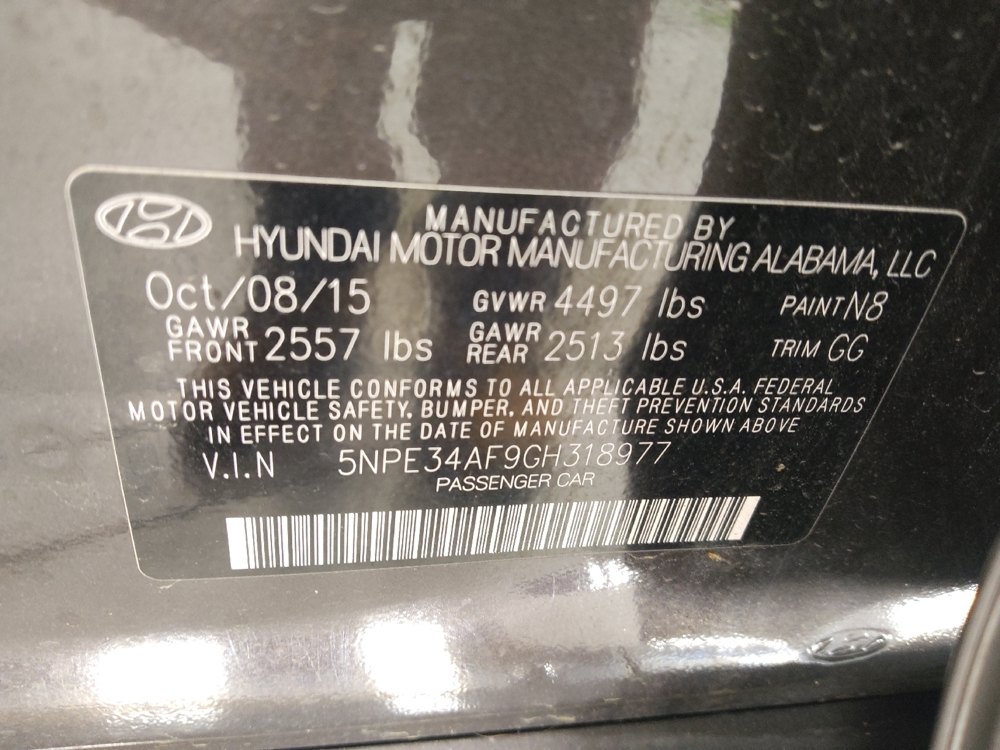 MANUFACTURED BY
HYUNDAI MOTOR MANUFACTURING ALABAMA, LLC
Oct/08/15 GVWR 4497 lbs PAINT N8
GAWR FRONT 2557 lbs GAWR REAR 2513 lbs TRIM GG
THIS VEHICLE CONFORMS TO ALL APPLICABLE U.S.A. FEDERAL
MOTOR VEHICLE SAFETY, BUMPER, AND THEFT PREVENTION STANDARDS
IN EFFECT ON THE DATE OF MANUFACTURE SHOWN ABOVE
V.I.N 5NPE34AF9GH318977
PASSENGER CAR